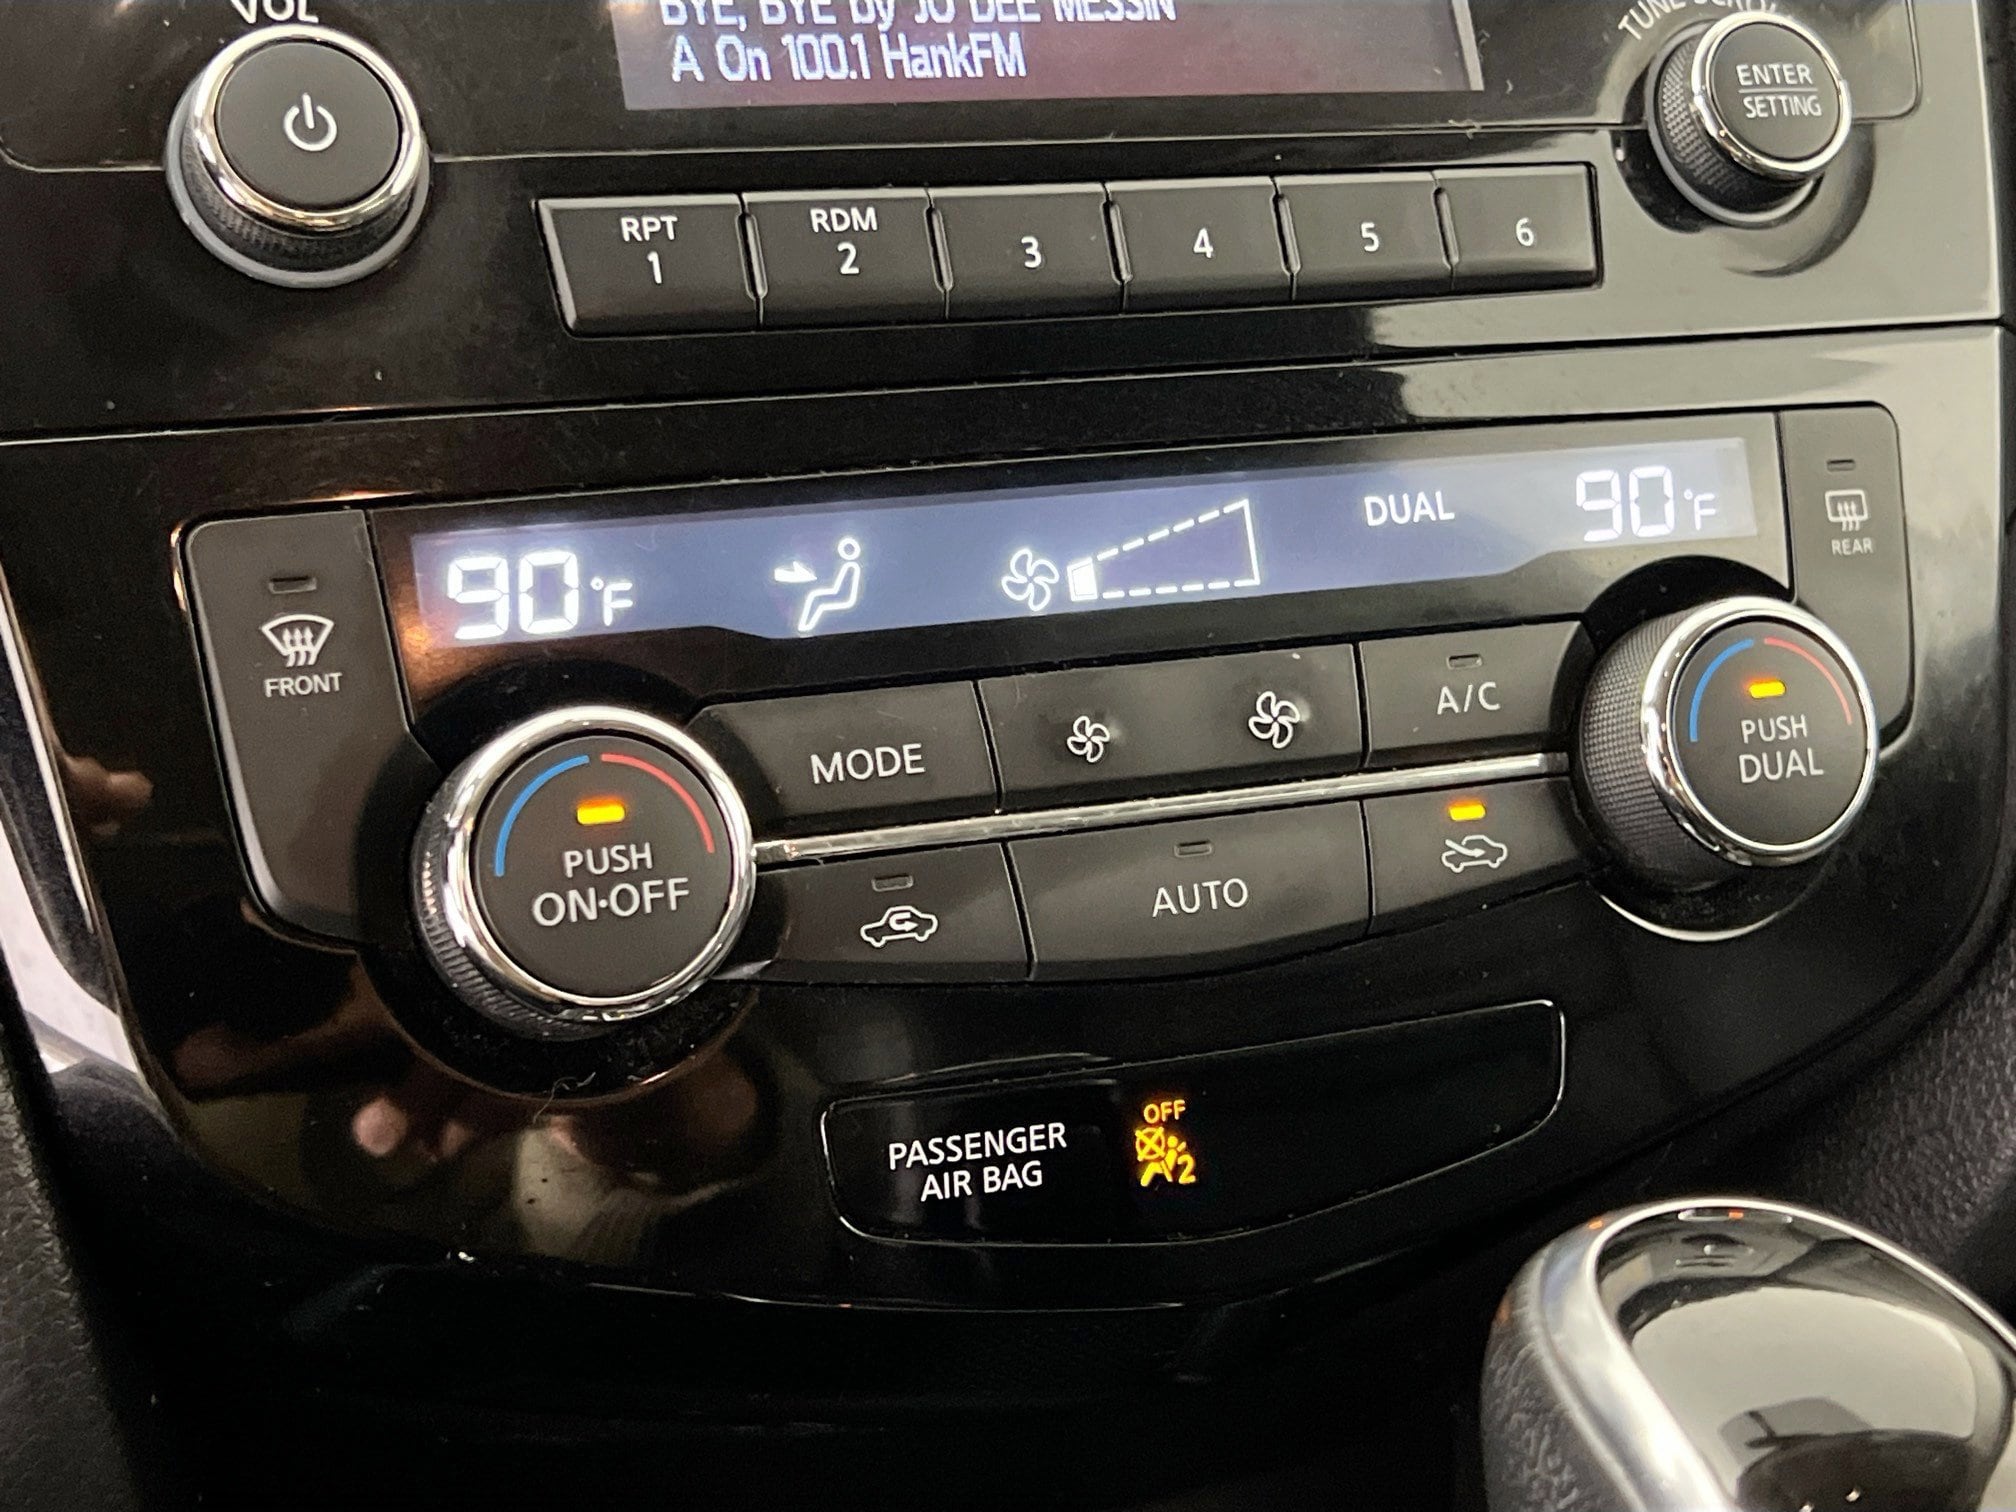 VOL
BYE, BYE by JO DEE MESSIN
A On 100.1 HankFM
TUNE SCROLL
ENTER
SETTING
RPT
1
RDM
2
3
4
5
6
90°F
DUAL
90°F
FRONT
REAR
MODE
A/C
PUSH
ON·OFF
AUTO
PUSH
DUAL
PASSENGER
AIR BAG
OFF
2